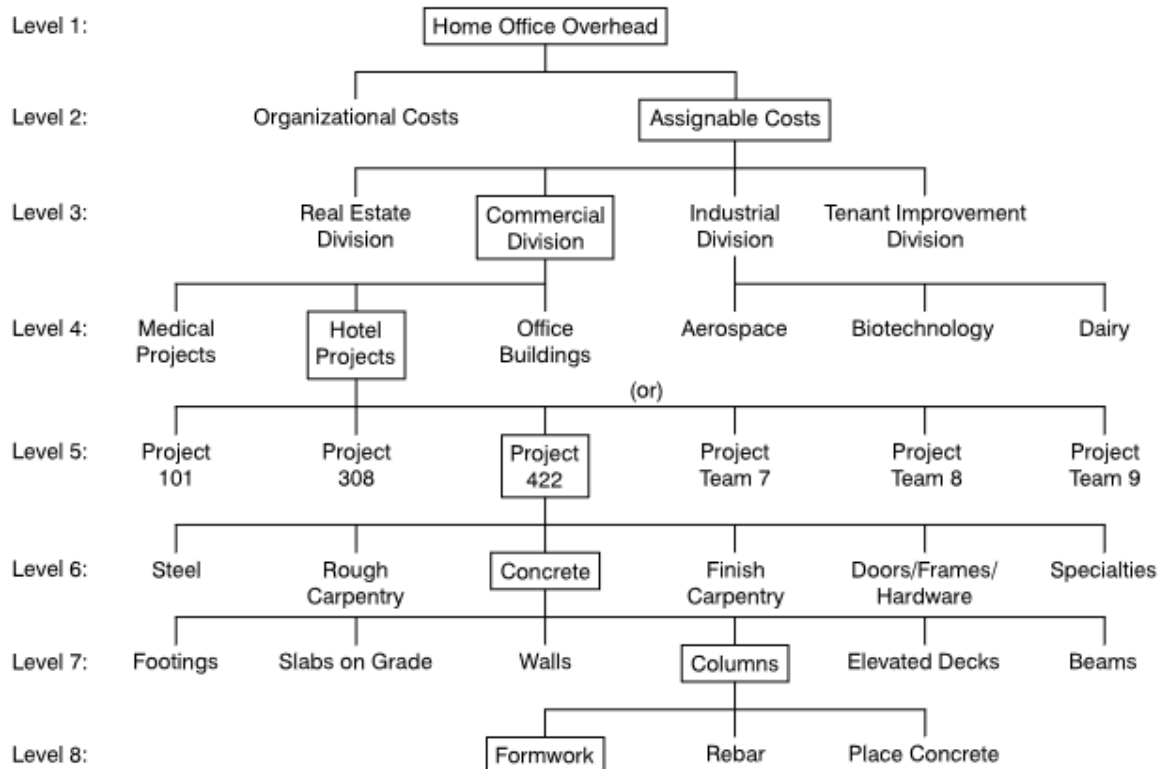 Level 1: Home Office Overhead
Level 2: Organizational Costs Assignable Costs
Level 3: Real Estate Division Commercial Division Industrial Division Tenant Improvement Division
Level 4: Medical Projects Hotel Projects Office Buildings Aerospace Biotechnology Dairy
(or)
Level 5: Project 101 Project 308 Project 422 Project Team 7 Project Team 8 Project Team 9
Level 6: Steel Rough Carpentry Concrete Finish Carpentry Doors/Frames/ Hardware Specialties
Level 7: Footings Slabs on Grade Walls Columns Elevated Decks Beams
Level 8: Formwork Rebar Place Concrete